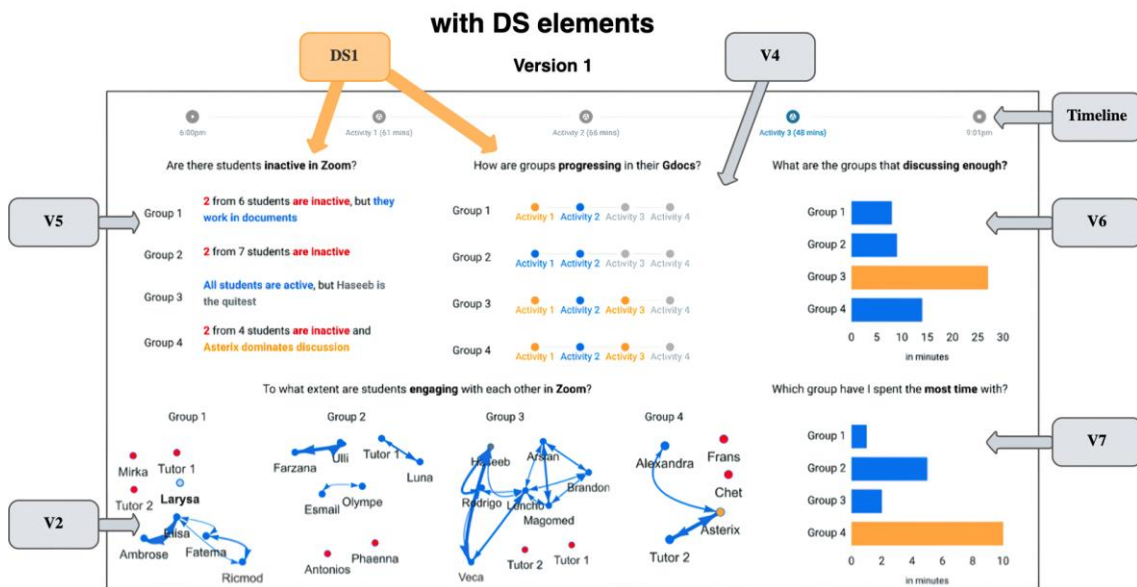 with DS elements
DS1
Version 1
V4
Timeline
6:00pm
Activity 1 (61 mins)
Activity 2 (66 mins)
Activity 3 (48 mins)
9:01pm
Are there students inactive in Zoom?
How are groups progressing in their Gdocs?
What are the groups that discussing enough?
V5
Group 1
2 from 6 students are inactive, but they
work in documents
Group 2
2 from 7 students are inactive
Group 3
All students are active, but Haseeb is
the quitest
Group 4
2 from 4 students are inactive and
Asterix dominates discussion
Group 1
Activity 1 Activity 2 Activity 3 Activity 4
Group 2
Activity 1 Activity 2 Activity 3 Activity 4
Group 3
Activity 1 Activity 2 Activity 3 Activity 4
Group 4
Activity 1 Activity 2 Activity 3 Activity 4
V6
Group 1
Group 2
Group 3
Group 4
0 5 10 15 20 25 30
in minutes
To what extent are students engaging with each other in Zoom?
Which group have I spent the most time with?
V2
Group 1
Mirka
Tutor 1
Tutor 2
Larysa
Elisa
Ambrose
Fatema
Ricmod
Group 2
Farzana
Ulli
Tutor 1
Luna
Esmail
Olympe
Antonios
Phaenna
Group 3
Haseeb
Arslan
Brandon
Rodrigo
Luncho
Magomed
Veca
Tutor 2
Tutor 1
Group 4
Alexandra
Frans
Chet
Asterix
Tutor 2
V7
Group 1
Group 2
Group 3
Group 4
0 2 4 6 8 10
in minutes